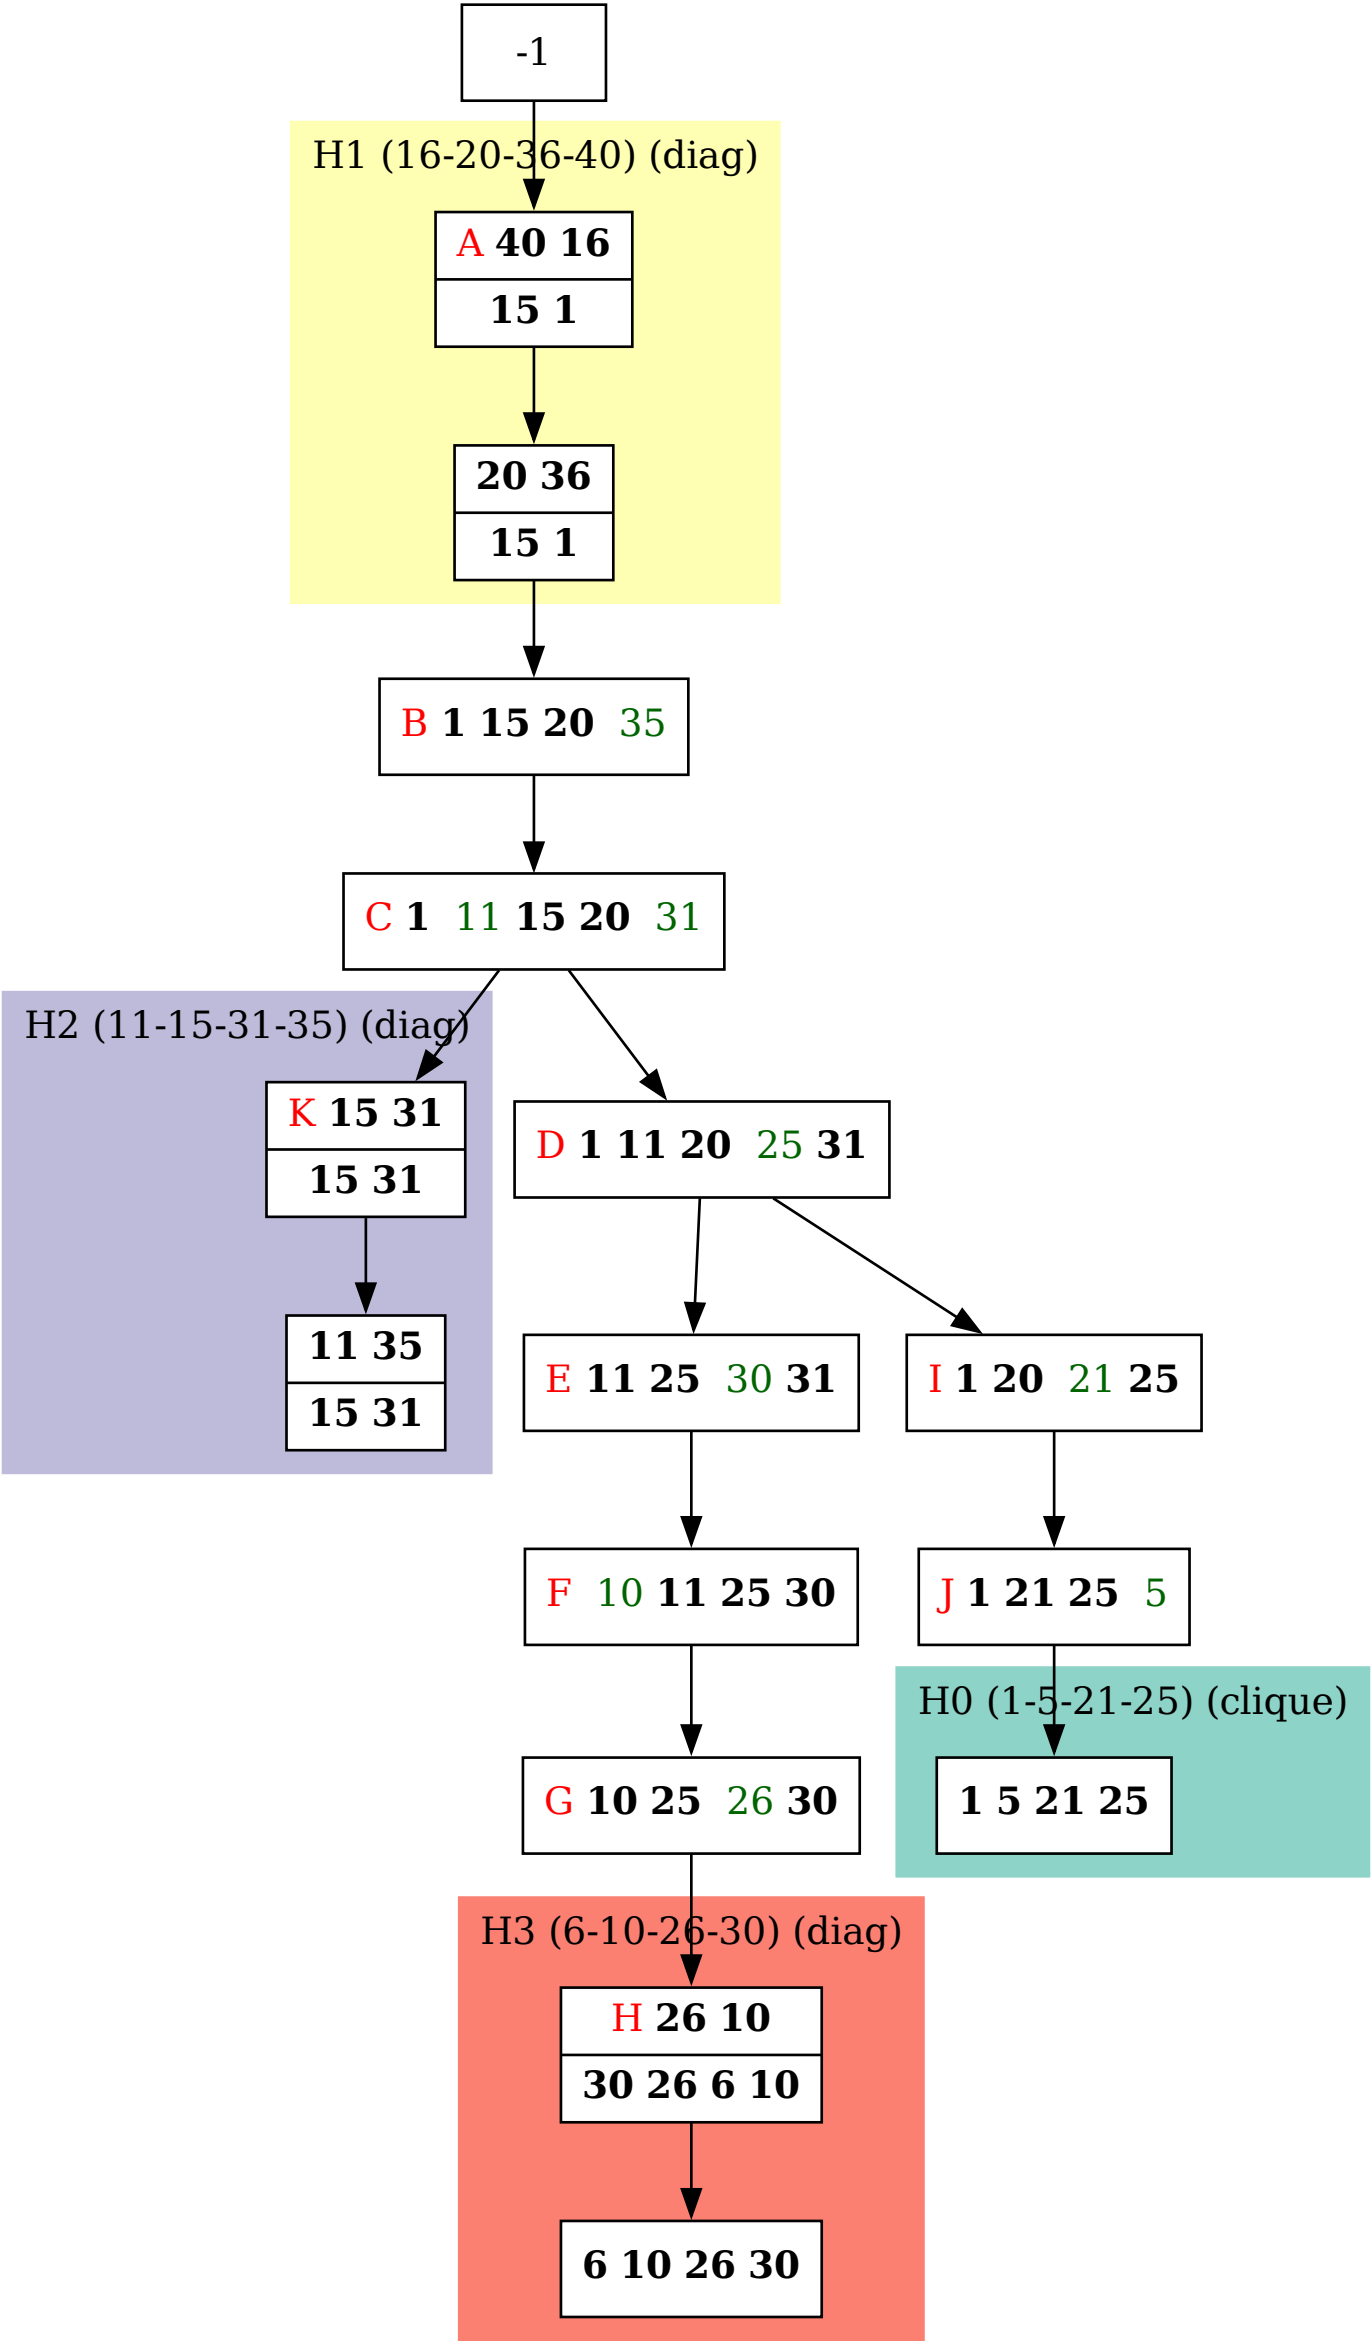 -1
H1 (16-20-36-40) (diag)
A 40 16
15 1
20 36
15 1
B 1 15 20 35
C 1 11 15 20 31
H2 (11-15-31-35) (diag)
K 15 31
15 31
D 1 11 20 25 31
11 35
15 31
E 11 25 30 31
I 1 20 21 25
F 10 11 25 30
J 1 21 25 5
H0 (1-5-21-25) (clique)
G 10 25 26 30
1 5 21 25
H3 (6-10-26-30) (diag)
H 26 10
30 26 6 10
6 10 26 30